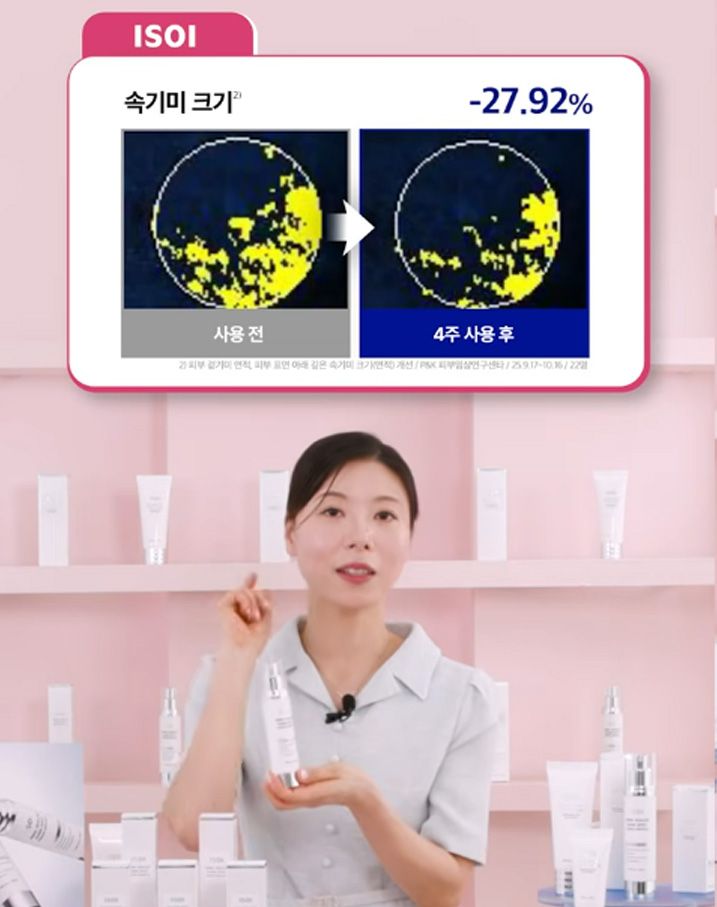 ISOI
속기미 크기2)
-27.92%
사용 전
4주 사용 후
2) 피부 겉기미 면적, 피부 표면 아래 깊은 속기미 크기(면적) 개선 / P&K 피부임상연구센타 / 25.9.17~10.16 / 22명